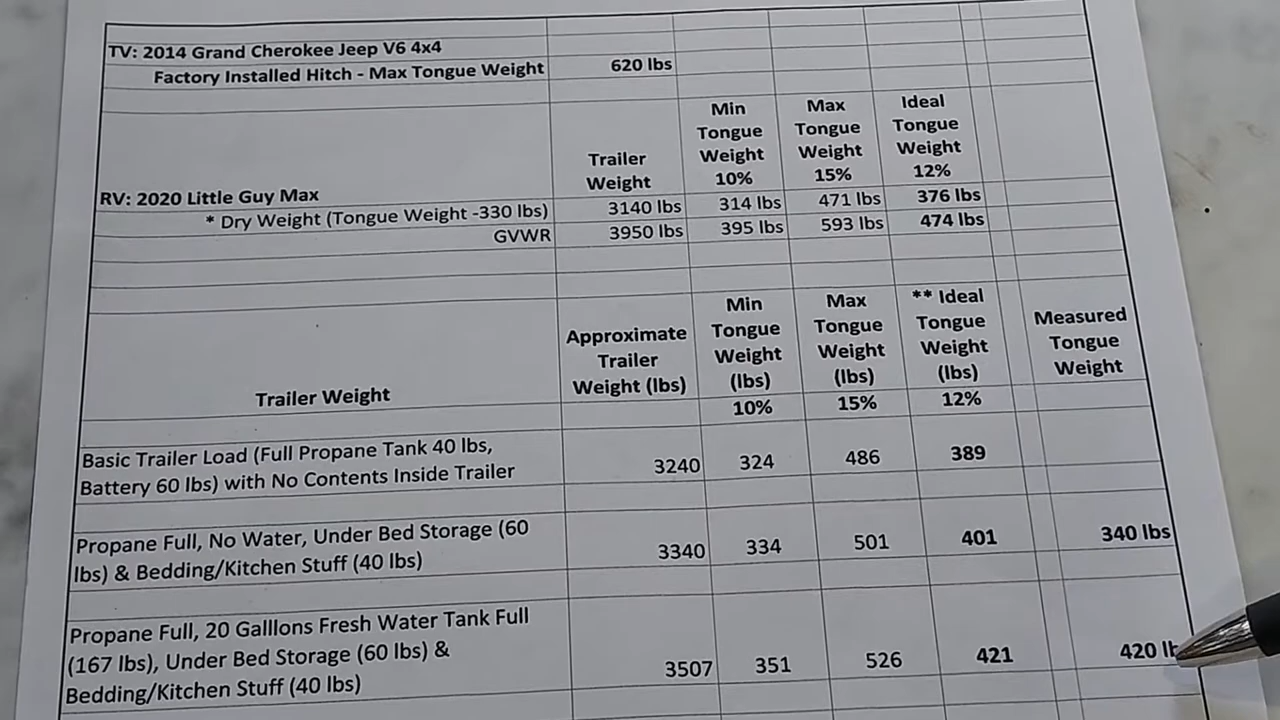 TV: 2014 Grand Cherokee Jeep V6 4x4
Factory Installed Hitch - Max Tongue Weight 620 lbs
RV: 2020 Little Guy Max
Trailer
Weight
Min
Tongue
Weight
10%
Max
Tongue
Weight
15%
Ideal
Tongue
Weight
12%
* Dry Weight (Tongue Weight -330 lbs) 3140 lbs 314 lbs 471 lbs 376 lbs
GVWR 3950 lbs 395 lbs 593 lbs 474 lbs
Trailer Weight
Approximate
Trailer
Weight (lbs)
Min
Tongue
Weight
(lbs)
10%
Max
Tongue
Weight
(lbs)
15%
** Ideal
Tongue
Weight
(lbs)
12%
Measured
Tongue
Weight
Basic Trailer Load (Full Propane Tank 40 lbs,
Battery 60 lbs) with No Contents Inside Trailer
3240 324 486 389
Propane Full, No Water, Under Bed Storage (60
lbs) & Bedding/Kitchen Stuff (40 lbs)
3340 334 501 401 340 lbs
Propane Full, 20 Galllons Fresh Water Tank Full
(167 lbs), Under Bed Storage (60 lbs) &
Bedding/Kitchen Stuff (40 lbs)
3507 351 526 421 420 lb